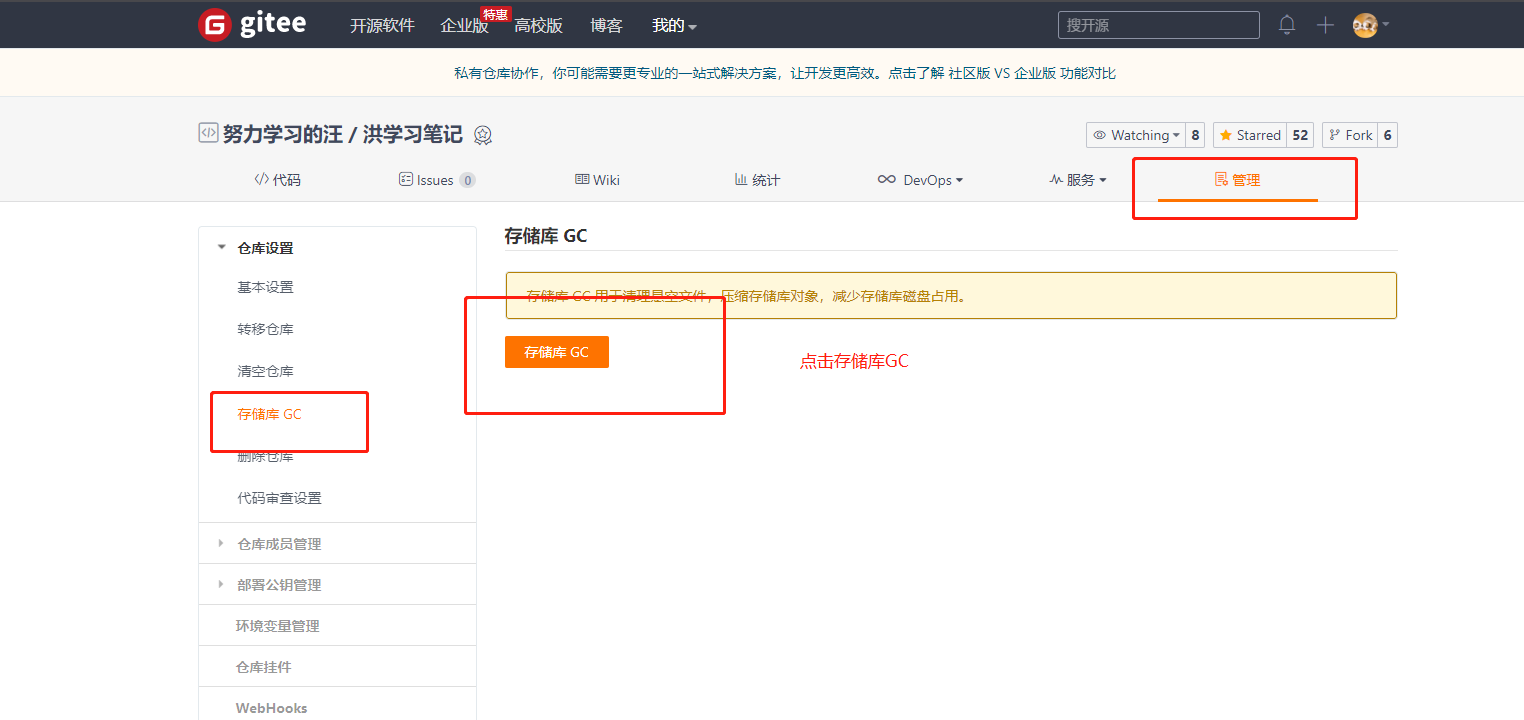 gitee 开源软件 企业版 特惠 高校版 博客 我的 搜开源
私有仓库协作，你可能需要更专业的一站式解决方案，让开发更高效。点击了解 社区版 VS 企业版 功能对比
努力学习的汪 / 洪学习笔记 Watching 8 Starred 52 Fork 6
代码 Issues 0 Wiki 统计 DevOps 服务 管理
仓库设置
基本设置
转移仓库
清空仓库
存储库 GC
删除仓库
代码审查设置
仓库成员管理
部署公钥管理
环境变量管理
仓库挂件
WebHooks
存储库 GC
存储库 GC 用于清理悬空文件，压缩存储库对象，减少存储库磁盘占用。
存储库 GC
点击存储库GC